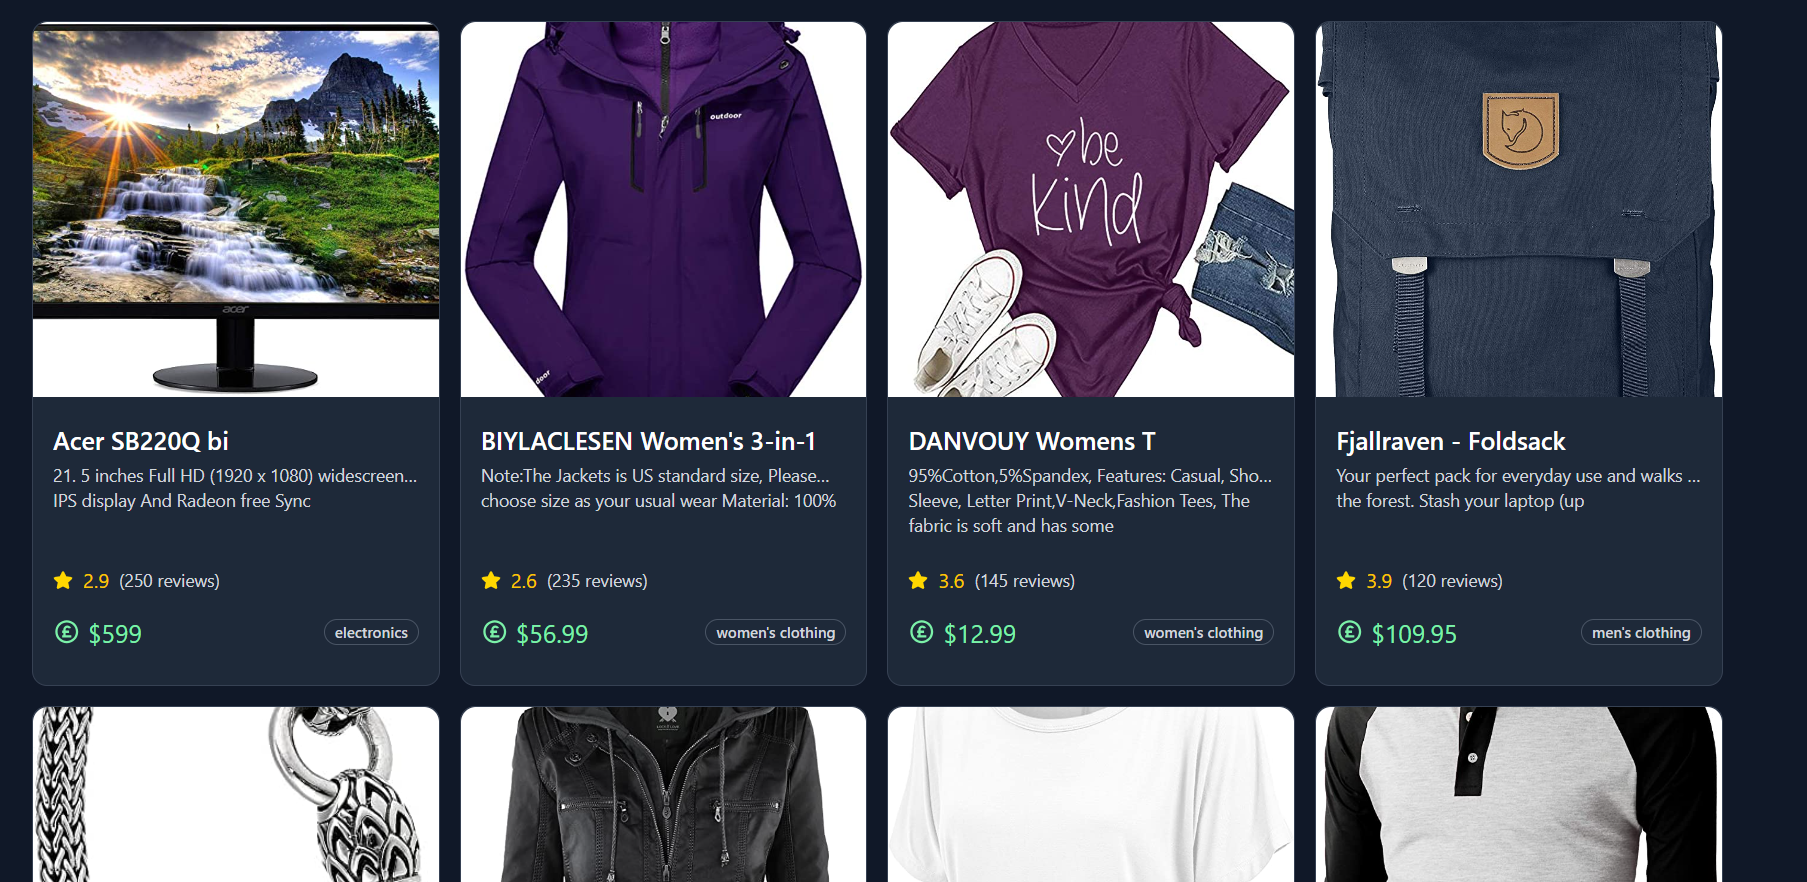 acer
outdoor
door
be
kind
Acer SB220Q bi
21. 5 inches Full HD (1920 x 1080) widescreen...
IPS display And Radeon free Sync
2.9 (250 reviews)
$599
electronics
BIYLACLESEN Women's 3-in-1
Note:The Jackets is US standard size, Please...
choose size as your usual wear Material: 100%
2.6 (235 reviews)
£ $56.99
women's clothing
DANVOUY Womens T
95%Cotton,5%Spandex, Features: Casual, Sho...
Sleeve, Letter Print,V-Neck,Fashion Tees, The
fabric is soft and has some
3.6 (145 reviews)
£ $12.99
women's clothing
Fjallraven - Foldsack
Your perfect pack for everyday use and walks ...
the forest. Stash your laptop (up
3.9 (120 reviews)
£ $109.95
men's clothing